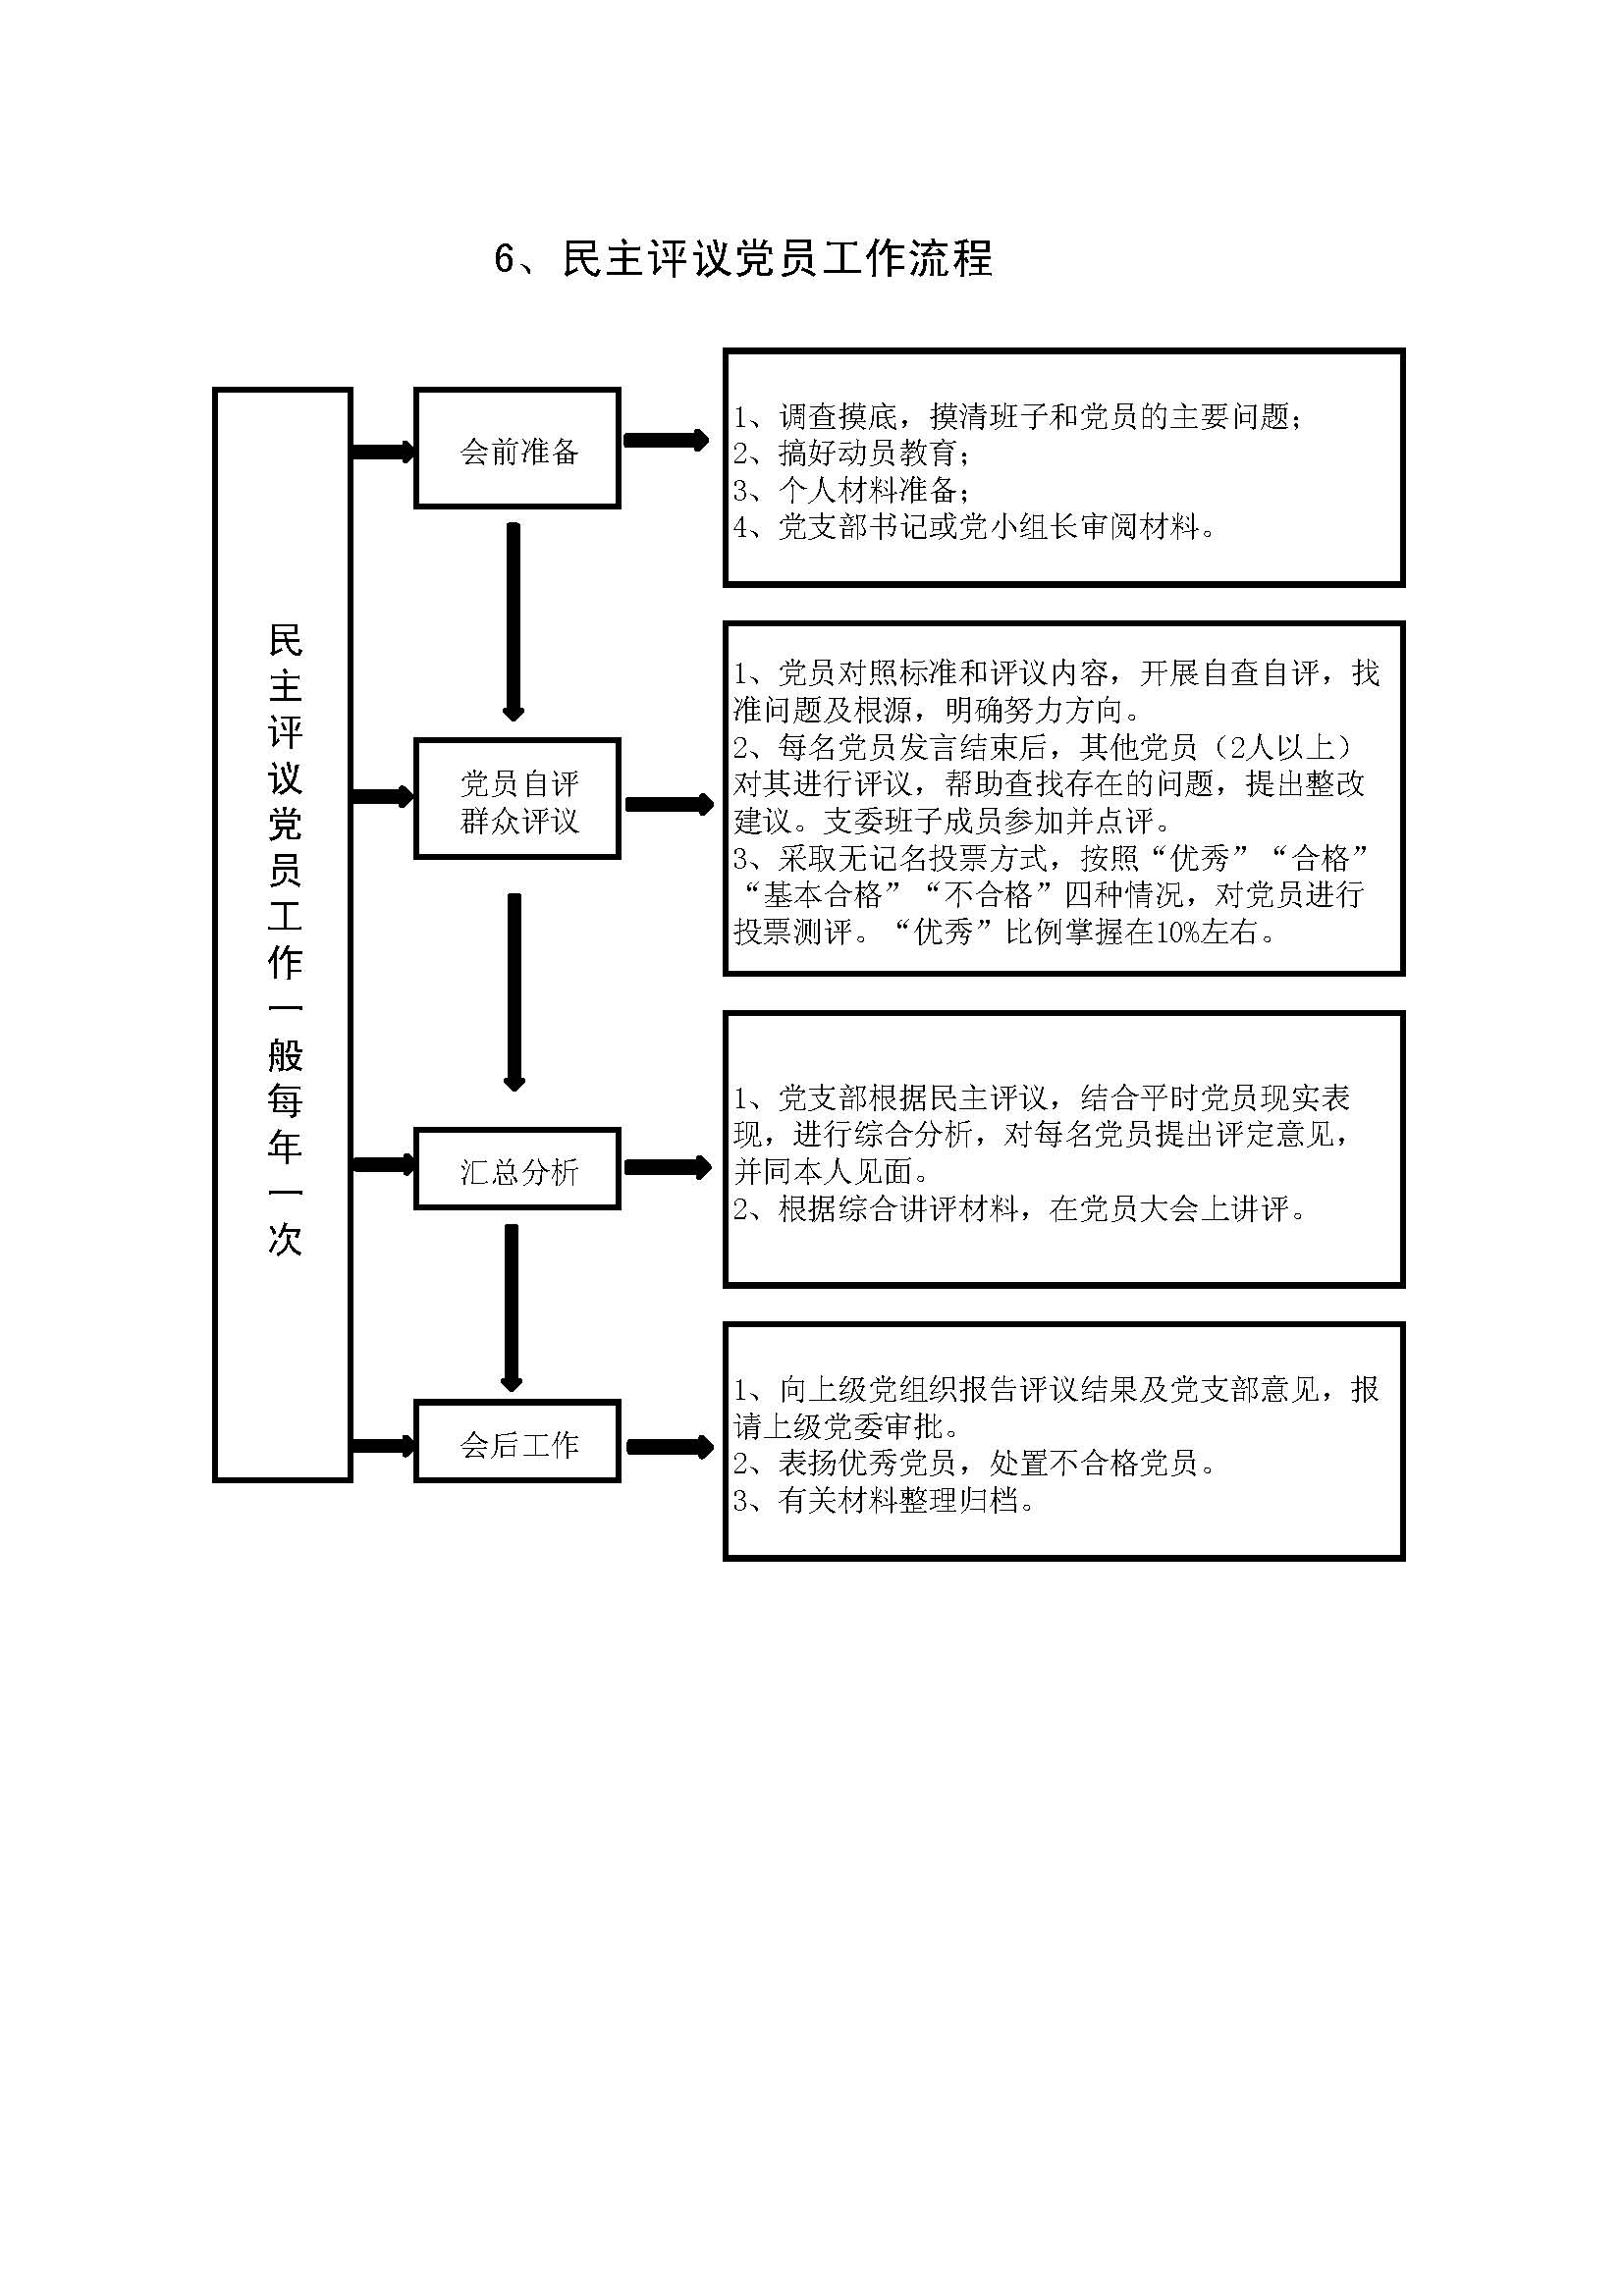 6、民主评议党员工作流程
民主评议党员工作一般每年一次
会前准备
1、调查摸底，摸清班子和党员的主要问题；
2、搞好动员教育；
3、个人材料准备；
4、党支部书记或党小组长审阅材料。
党员自评
群众评议
1、党员对照标准和评议内容，开展自查自评，找
准问题及根源，明确努力方向。
2、每名党员发言结束后，其他党员（2人以上）
对其进行评议，帮助查找存在的问题，提出整改
建议。支委班子成员参加并点评。
3、采取无记名投票方式，按照“优秀”“合格”
“基本合格”“不合格”四种情况，对党员进行
投票测评。“优秀”比例掌握在10%左右。
汇总分析
1、党支部根据民主评议，结合平时党员现实表
现，进行综合分析，对每名党员提出评定意见，
并同本人见面。
2、根据综合讲评材料，在党员大会上讲评。
会后工作
1、向上级党组织报告评议结果及党支部意见，报
请上级党委审批。
2、表扬优秀党员，处置不合格党员。
3、有关材料整理归档。